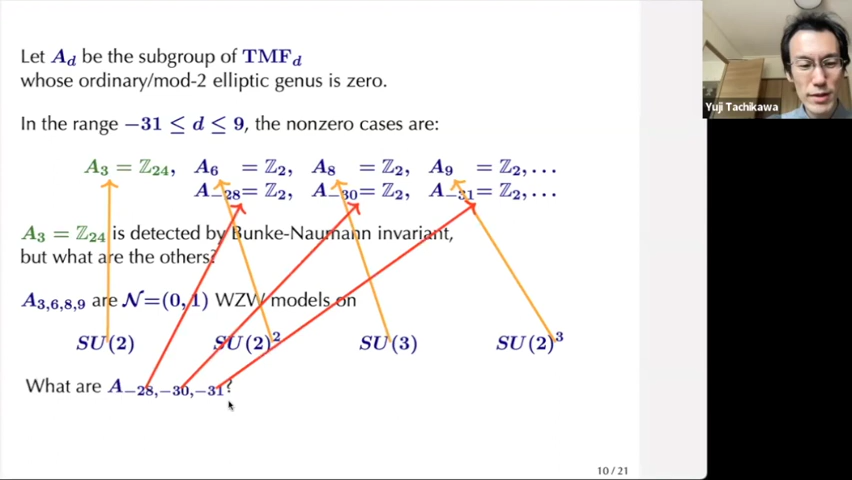 Let A_d be the subgroup of TMF_d
whose ordinary/mod-2 elliptic genus is zero.
In the range −31 ≤ d ≤ 9, the nonzero cases are:
A_3 = ℤ_24, A_6 = ℤ_2, A_8 = ℤ_2, A_9 = ℤ_2, …
A_−28 = ℤ_2, A_−30 = ℤ_2, A_−31 = ℤ_2, …
A_3 = ℤ_24 is detected by Bunke-Naumann invariant,
but what are the others?
A_3,6,8,9 are 𝒩=(0,1) WZW models on
SU(2) SU(2)^2 SU(3) SU(2)^3
What are A_−28,−30,−31?
10 / 21
Yuji Tachikawa